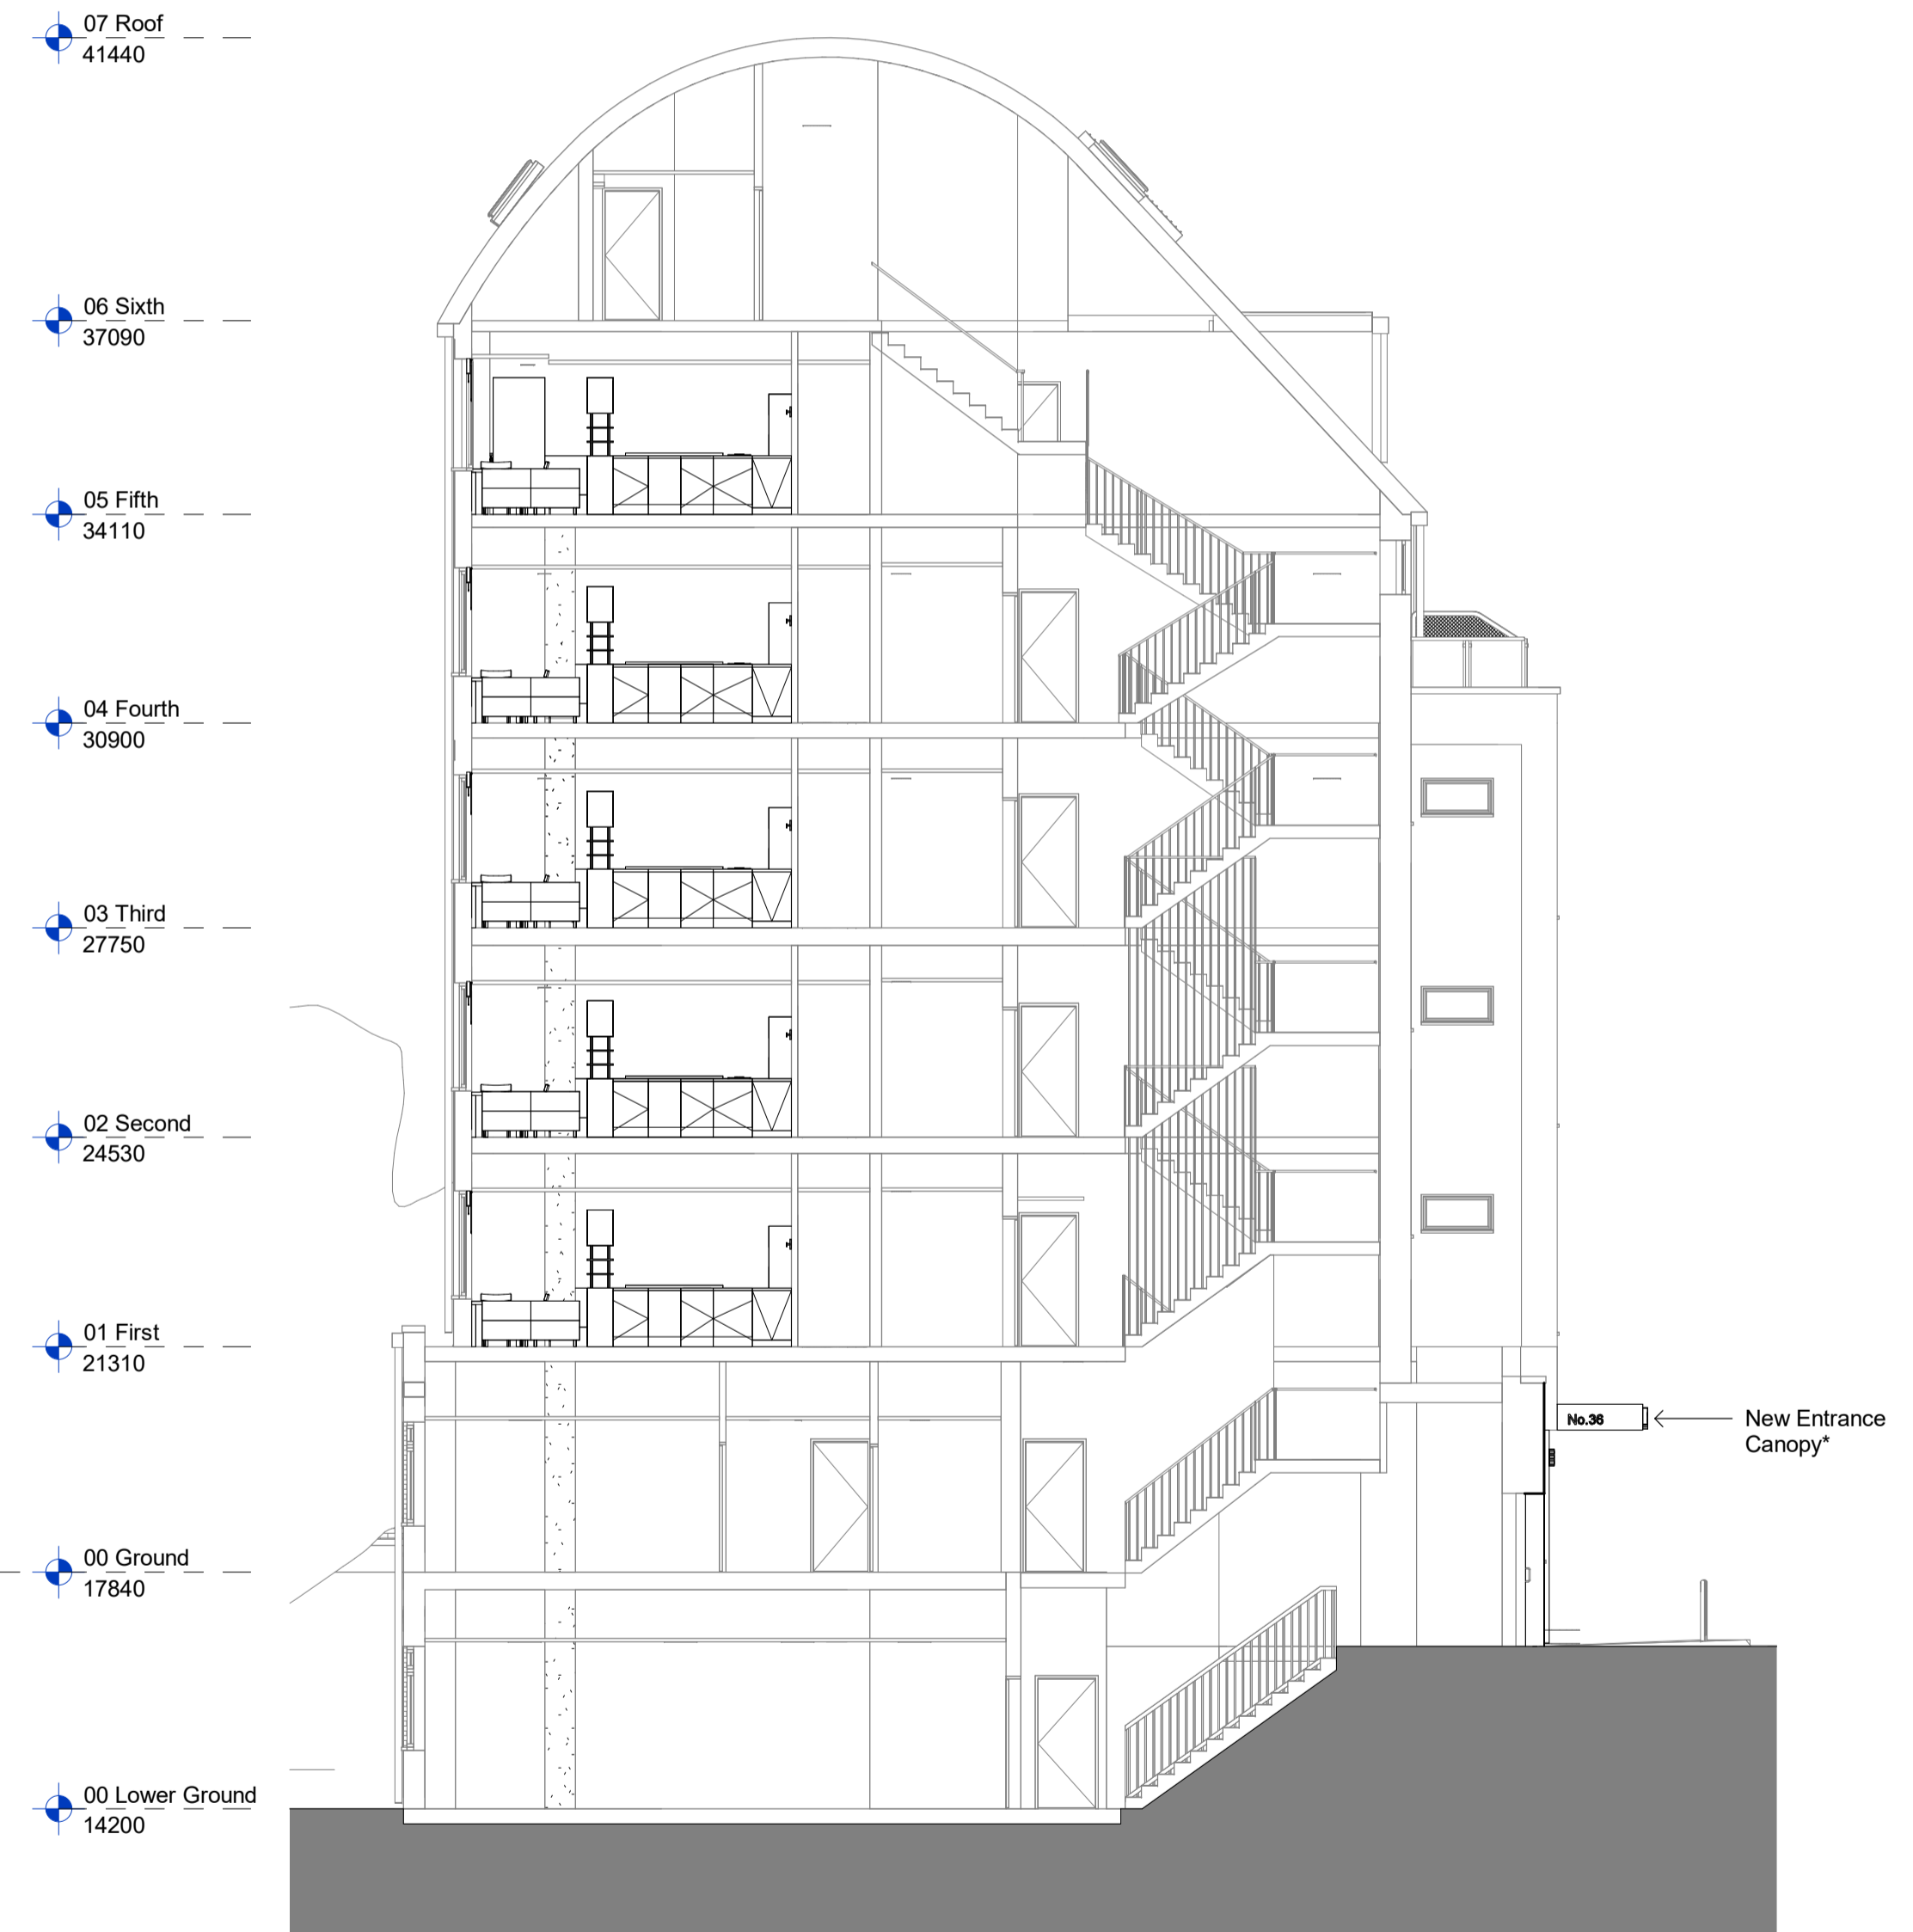 07 Roof
41440
06 Sixth
37090
05 Fifth
34110
04 Fourth
30900
03 Third
27750
02 Second
24530
01 First
21310
No.36
New Entrance
Canopy*
00 Ground
17840
00 Lower Ground
14200